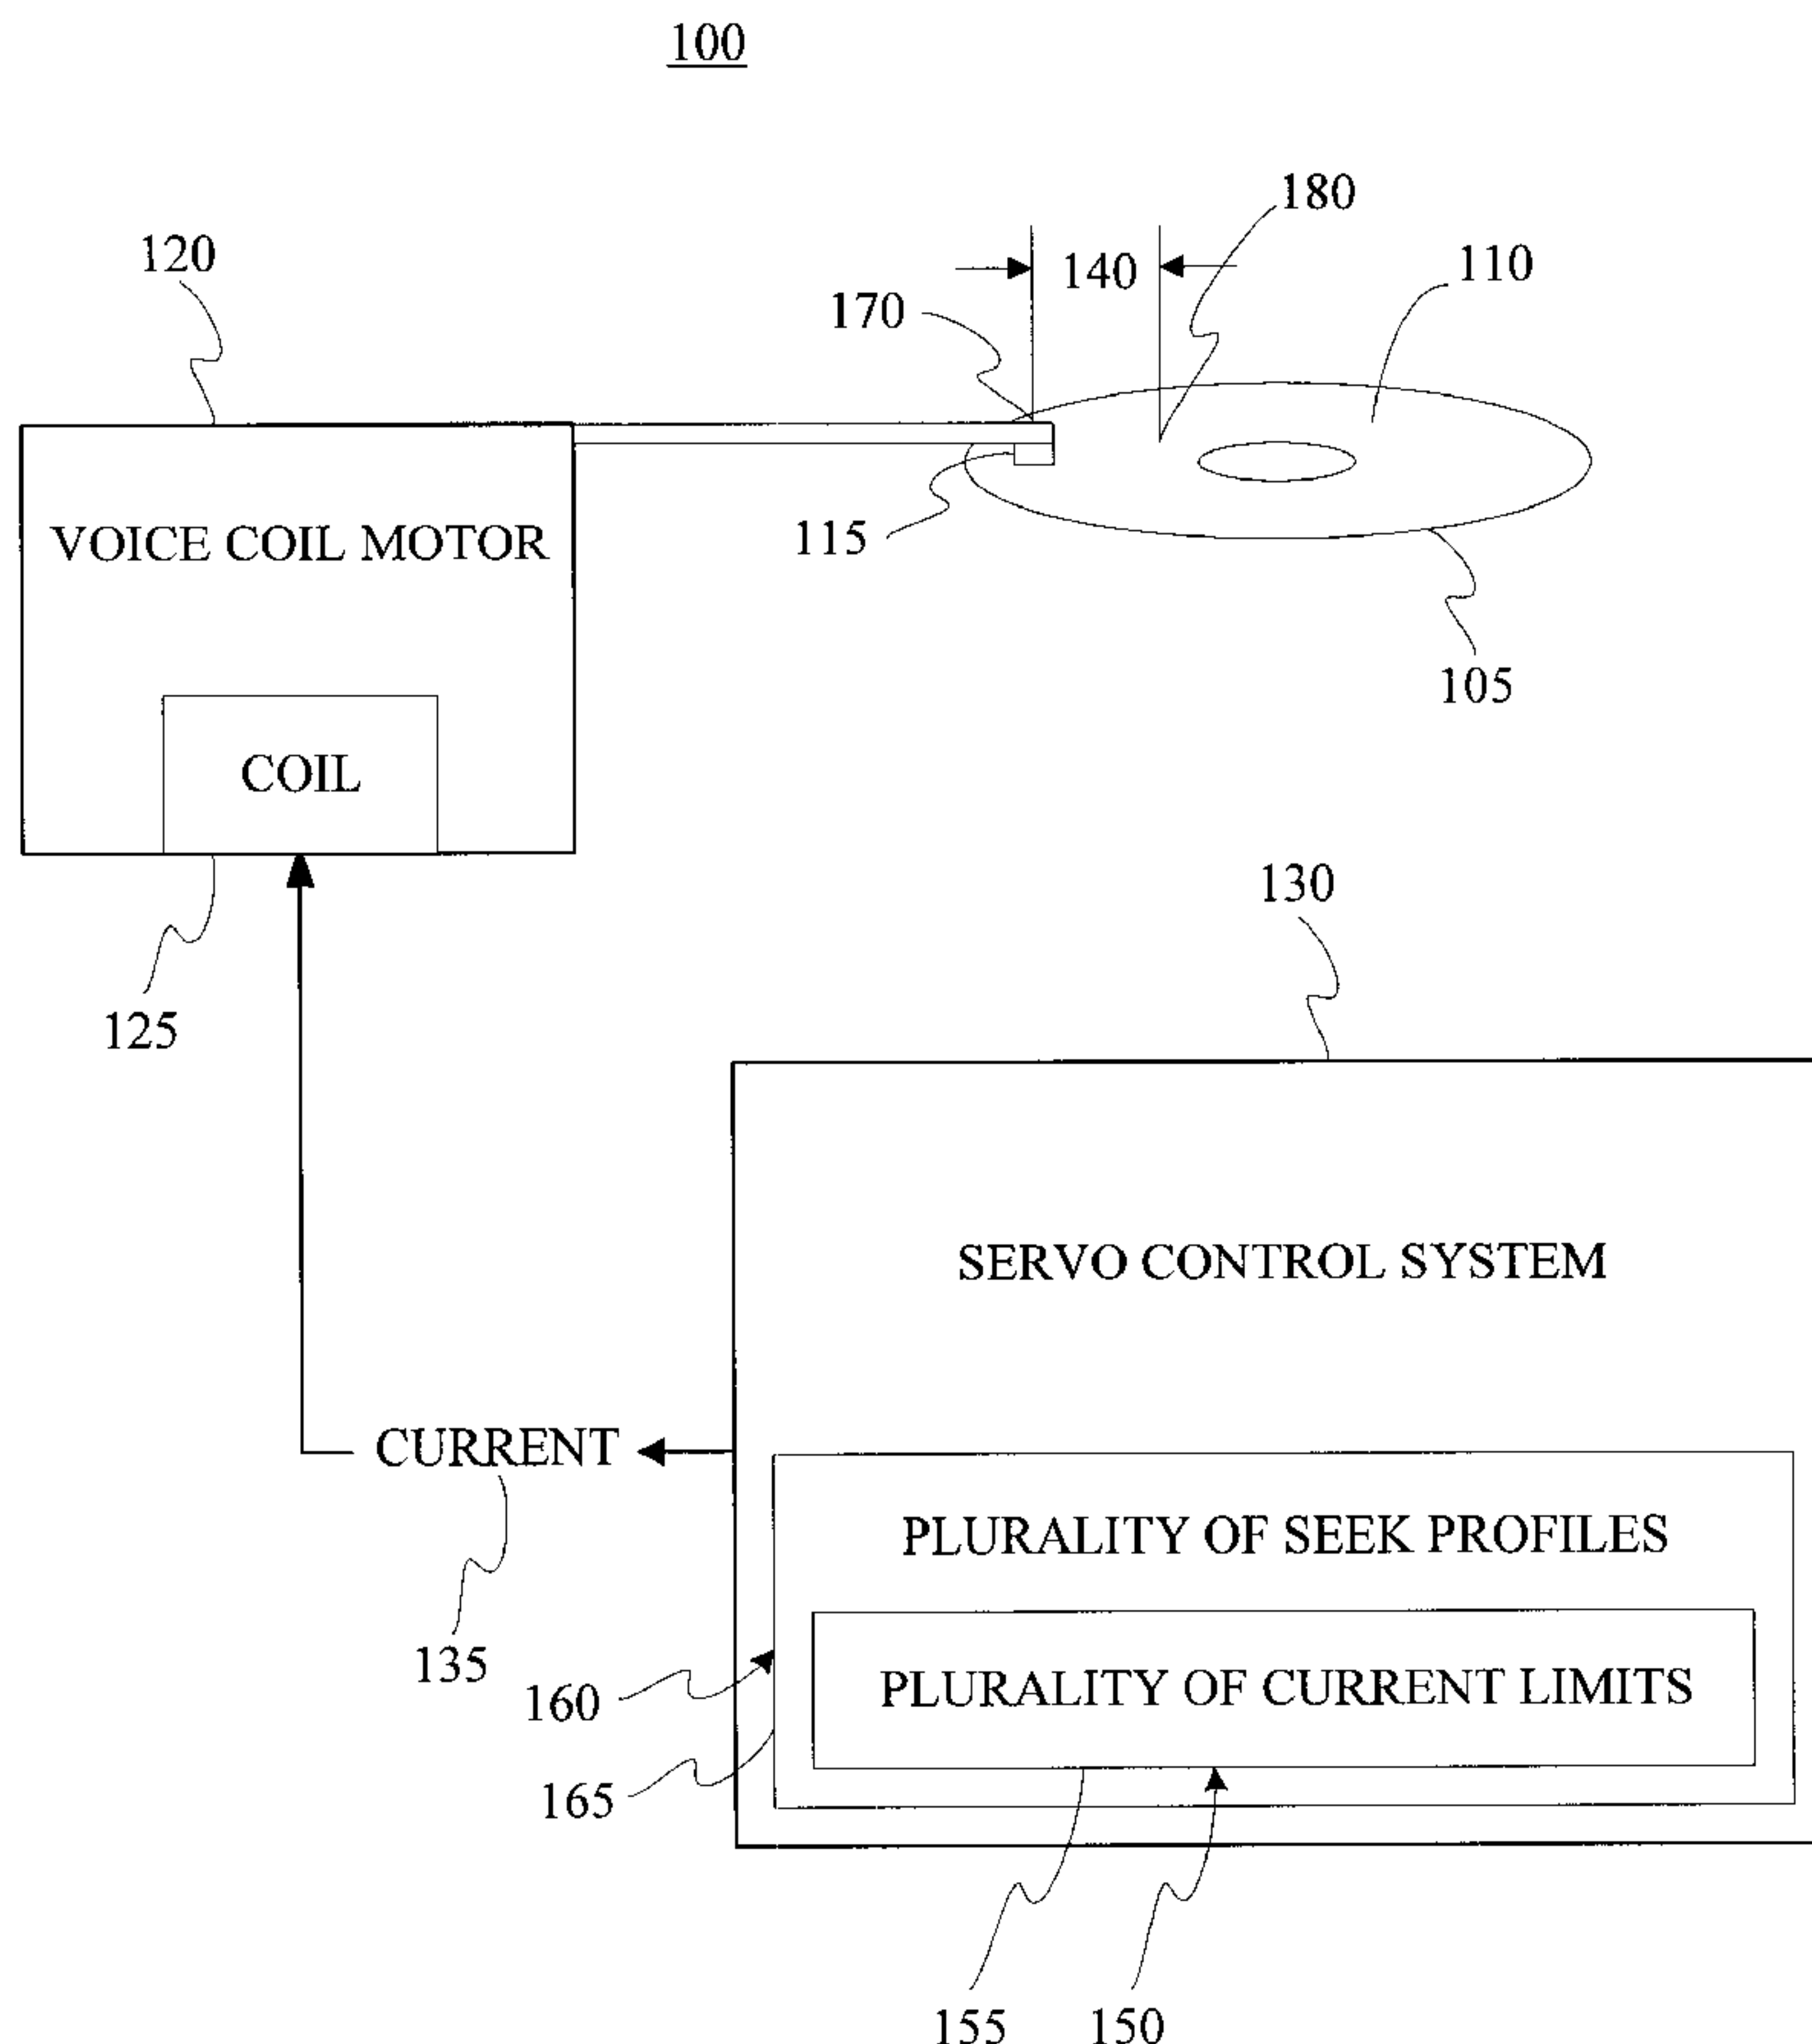 100
180
120
140
110
170
115
VOICE COIL MOTOR
105
COIL
130
125
SERVO CONTROL SYSTEM
CURRENT
PLURALITY OF SEEK PROFILES
135
160
PLURALITY OF CURRENT LIMITS
165
155
150